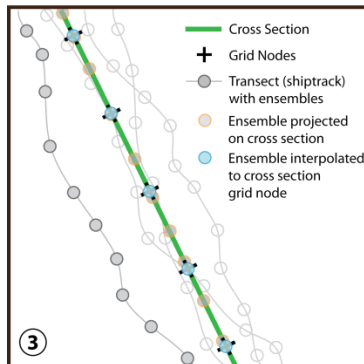 Cross Section
Grid Nodes
Transect (shiptrack)
with ensembles
Ensemble projected
on cross section
Ensemble interpolated
to cross section
grid node
3